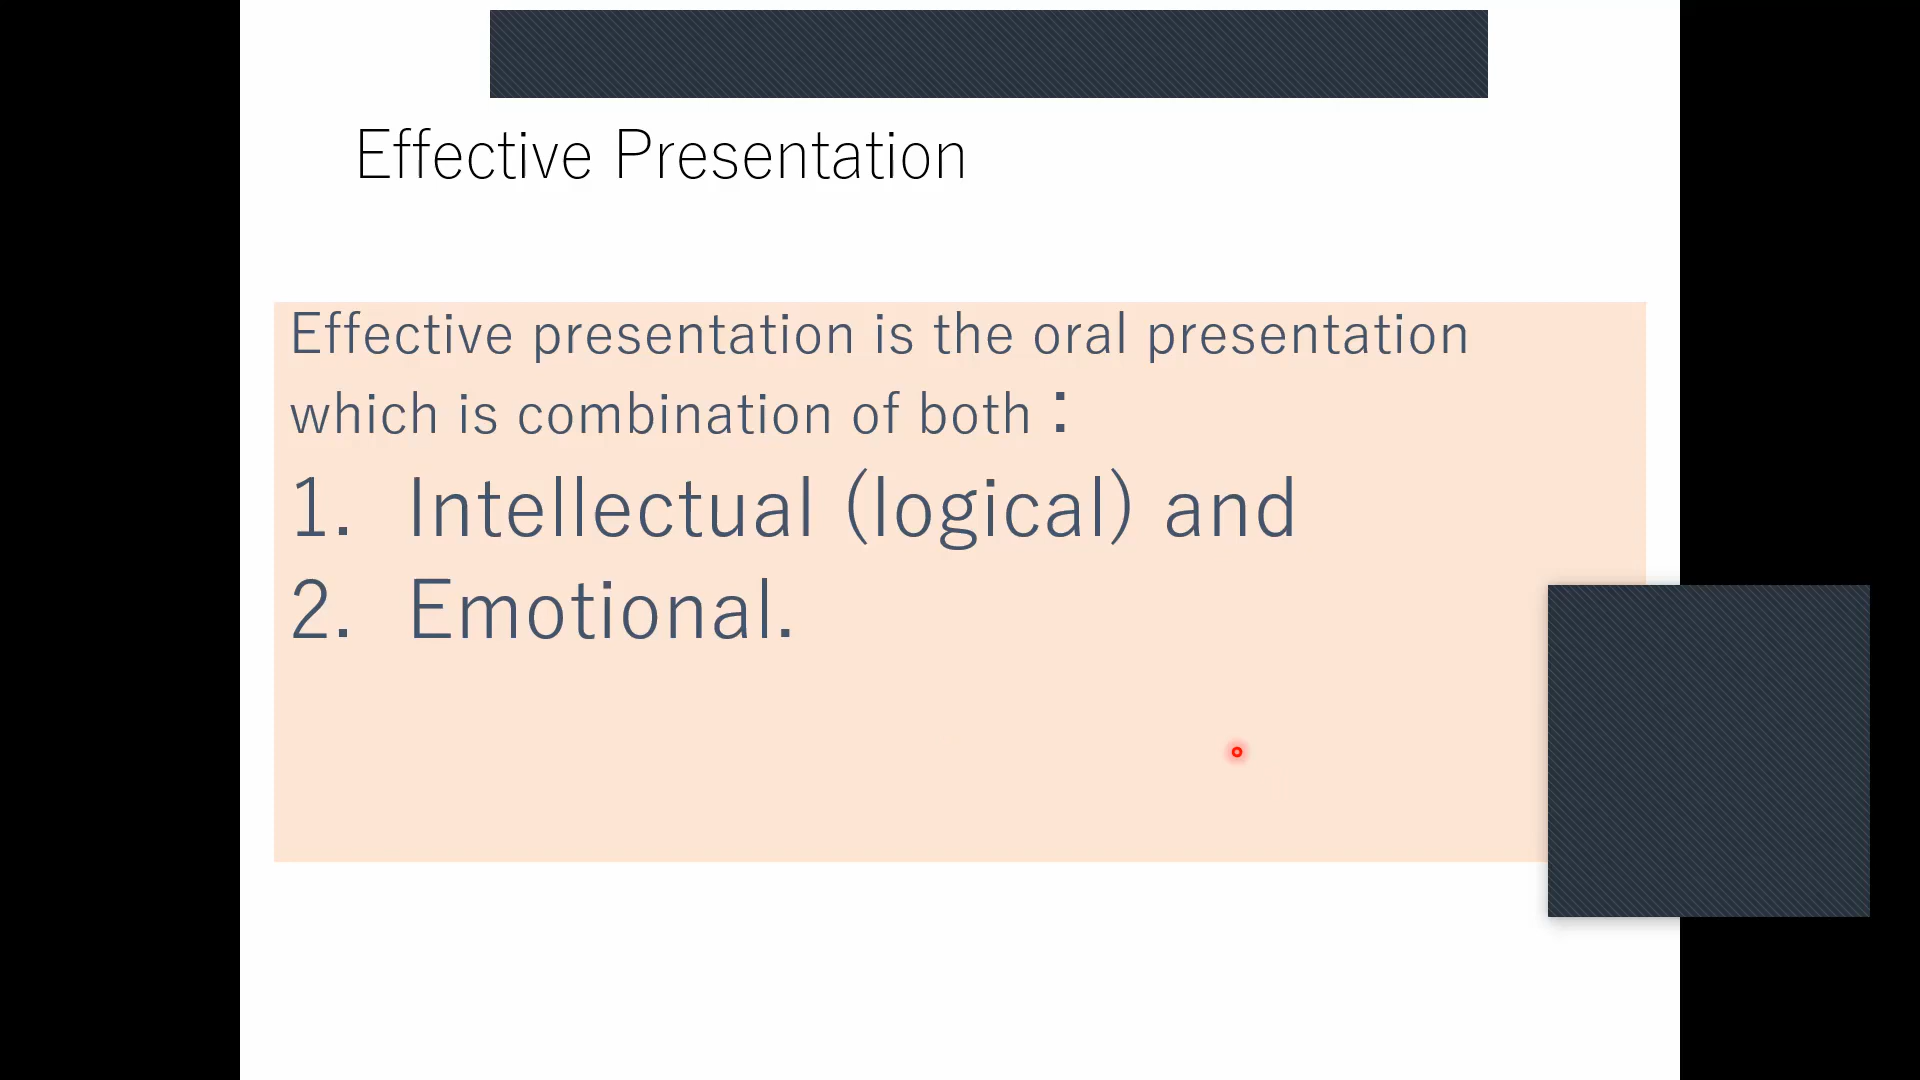 Effective Presentation
Effective presentation is the oral presentation
which is combination of both :
1. Intellectual (logical) and
2. Emotional.